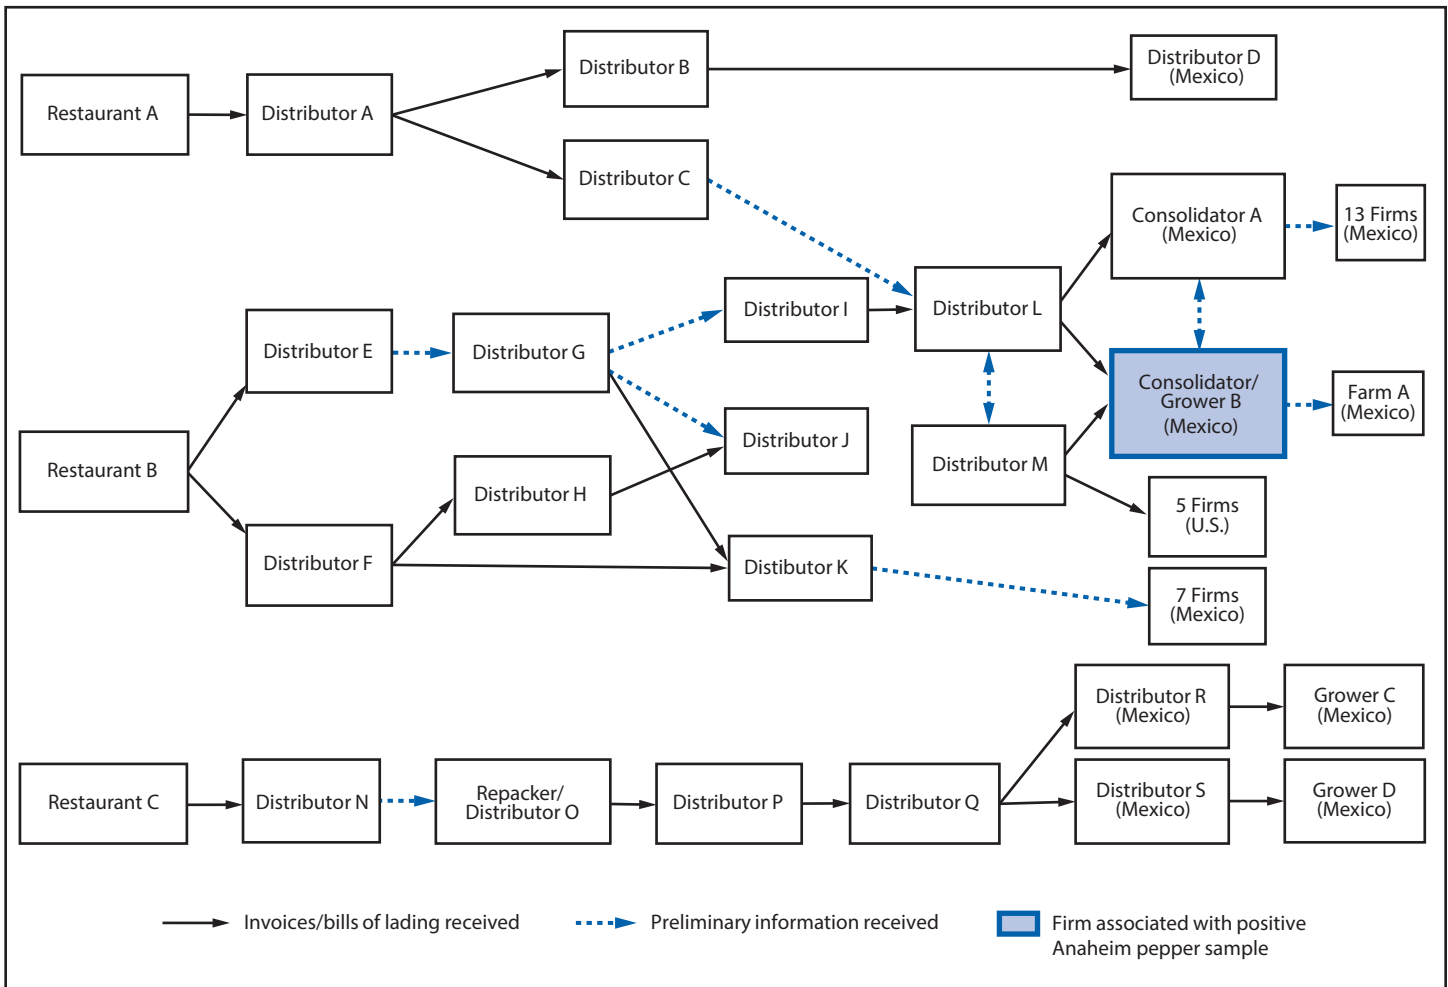 Restaurant A
Distributor A
Distributor B
Distributor C
Distributor D
(Mexico)
Consolidator A
(Mexico)
13 Firms
(Mexico)
Restaurant B
Distributor E
Distributor F
Distributor G
Distributor H
Distributor I
Distributor J
Distibutor K
Distributor L
Distributor M
Consolidator/
Grower B
(Mexico)
Farm A
(Mexico)
5 Firms
(U.S.)
7 Firms
(Mexico)
Restaurant C
Distributor N
Repacker/
Distributor O
Distributor P
Distributor Q
Distributor R
(Mexico)
Grower C
(Mexico)
Distributor S
(Mexico)
Grower D
(Mexico)
Invoices/bills of lading received
Preliminary information received
Firm associated with positive
Anaheim pepper sample